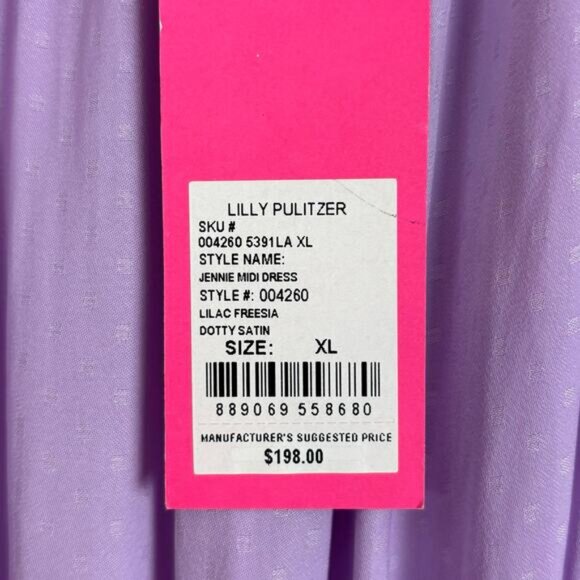 LILLY PULITZER
SKU #
004260 5391LA XL
STYLE NAME:
JENNIE MIDI DRESS
STYLE #: 004260
LILAC FREESIA
DOTTY SATIN
SIZE: XL
889069 558680
MANUFACTURER'S SUGGESTED PRICE
$198.00